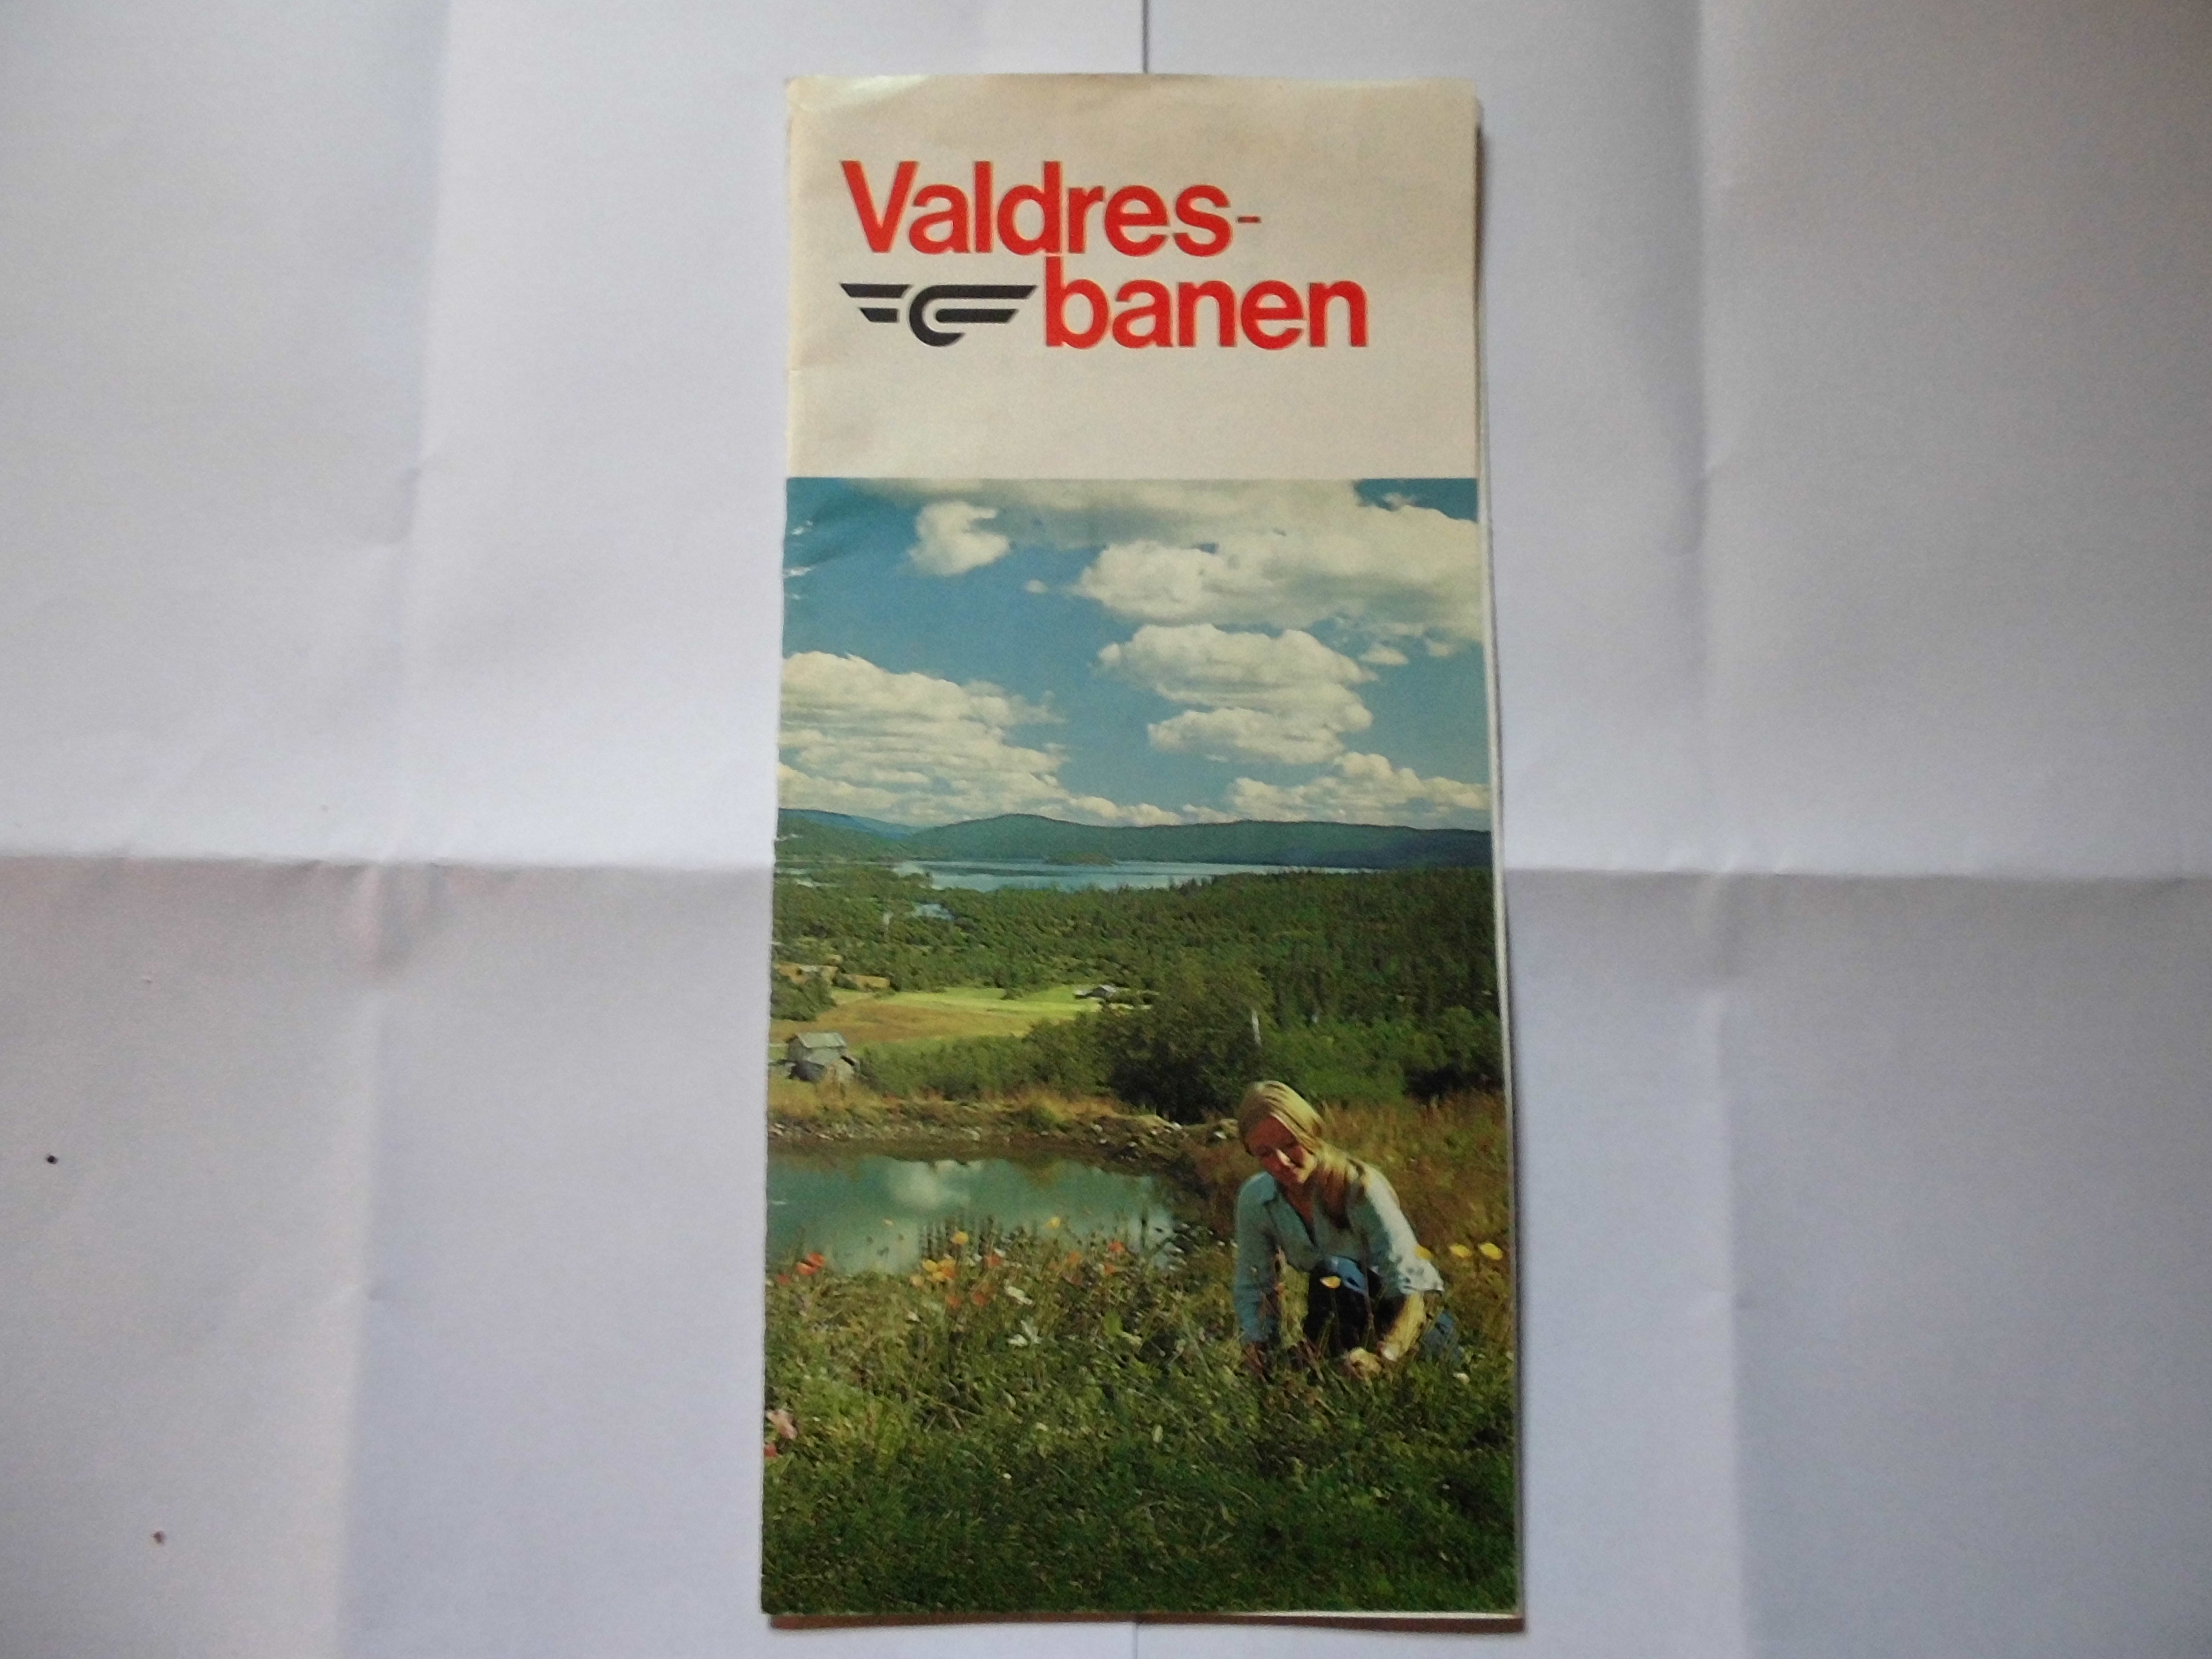 Valdres-
banen